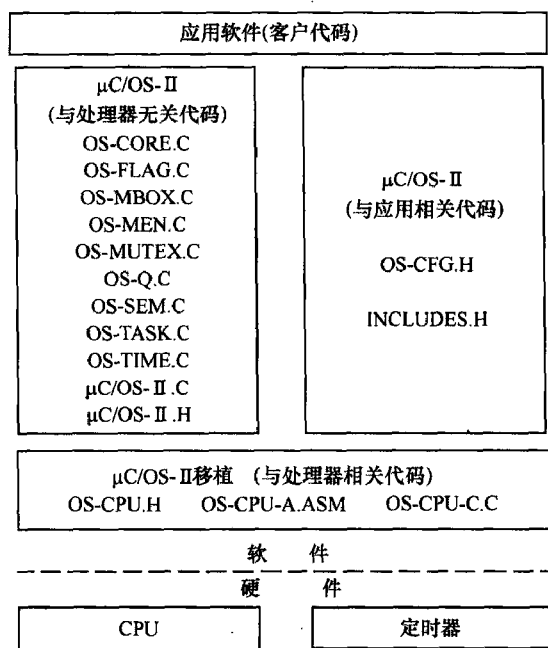 应用软件(客户代码)
μC/OS-Ⅱ
(与处理器无关代码)
OS-CORE.C
OS-FLAG.C
OS-MBOX.C
OS-MEN.C
OS-MUTEX.C
OS-Q.C
OS-SEM.C
OS-TASK.C
OS-TIME.C
μC/OS-Ⅱ.C
μC/OS-Ⅱ.H
μC/OS-Ⅱ
(与应用相关代码)
OS-CFG.H
INCLUDES.H
μC/OS-Ⅱ移植 (与处理器相关代码)
OS-CPU.H OS-CPU-A.ASM OS-CPU-C.C
软 件
硬 件
CPU
定时器